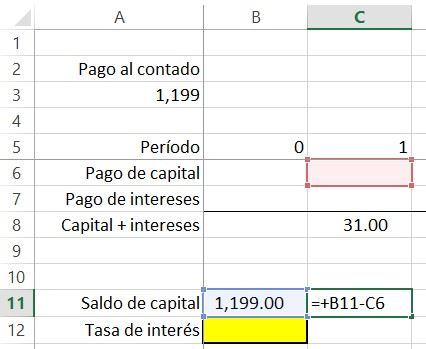 A B C
1
2 Pago al contado
3 1,199
4
5 Período 0 1
6 Pago de capital
7 Pago de intereses
8 Capital + intereses 31.00
9
10
11 Saldo de capital 1,199.00 =+B11-C6
12 Tasa de interés